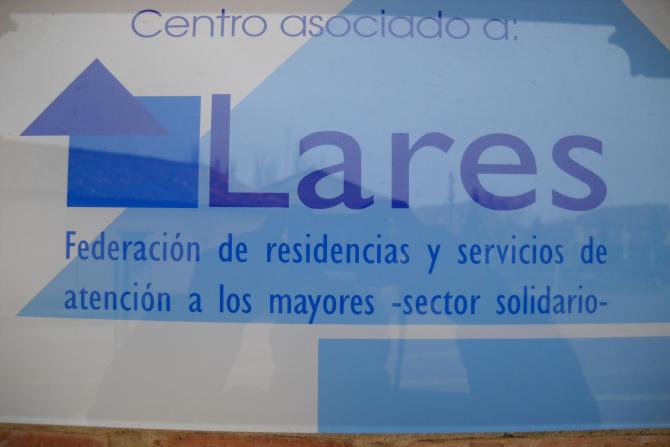 Centro asociado a:
Lares
Federación de residencias y servicios de
atención a los mayores -sector solidario-